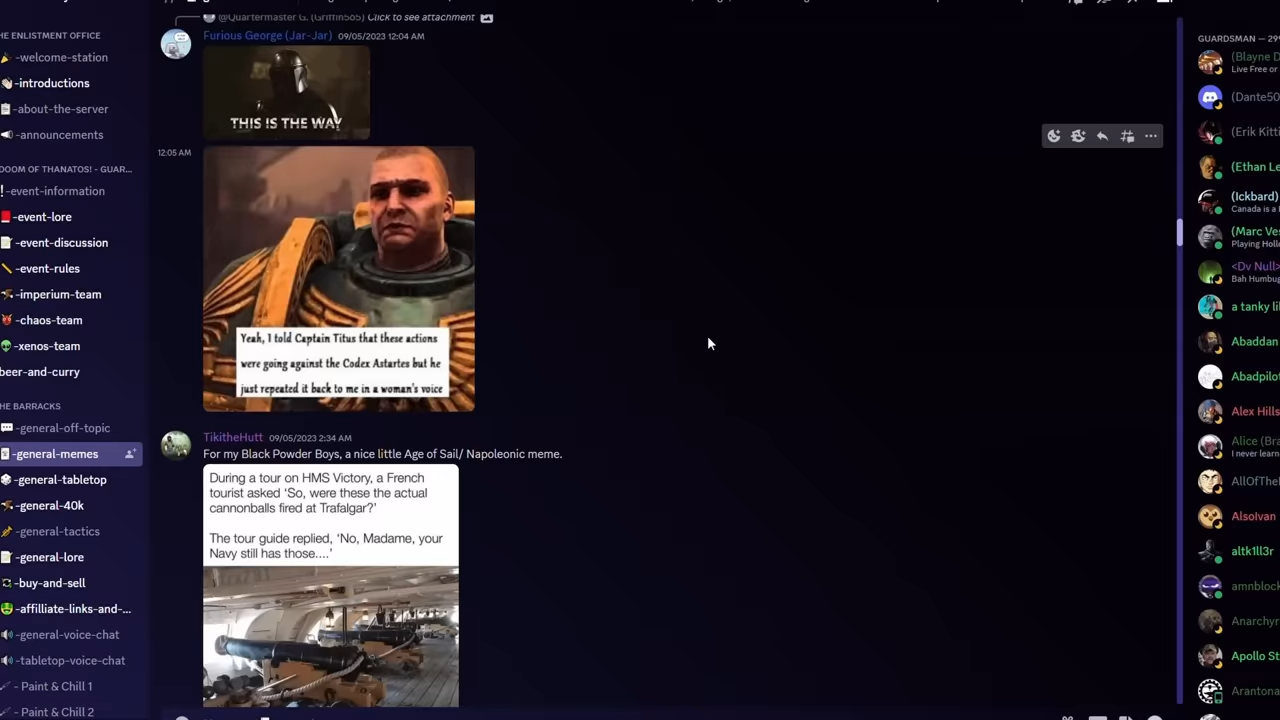 THE ENLISTMENT OFFICE
-welcome-station
-introductions
-about-the-server
-announcements
DOOM OF THANATOS! - GUAR...
-event-information
-event-lore
-event-discussion
-event-rules
-imperium-team
-chaos-team
-xenos-team
beer-and-curry
THE BARRACKS
-general-off-topic
-general-memes
-general-tabletop
-general-40k
-general-tactics
-general-lore
-buy-and-sell
-affilliate-links-and-...
-general-voice-chat
-tabletop-voice-chat
- Paint & Chill 1
- Paint & Chill 2
@Quartermaster G. (Griffin585) Click to see attachment
Furious George (Jar-Jar) 09/05/2023 12:04 AM
THIS IS THE WAY
12:05 AM
Yeah, I told Captain Titus that these actions
were going against the Codex Astartes but he
just repeated it back to me in a woman's voice
TikitheHutt 09/05/2023 2:34 AM
For my Black Powder Boys, a nice little Age of Sail/ Napoleonic meme.
During a tour on HMS Victory, a French
tourist asked 'So, were these the actual
cannonballs fired at Trafalgar?'
The tour guide replied, 'No, Madame, your
Navy still has those....'
GUARDSMAN — 29
(Blayne D
Live Free or
(Dante50
(Erik Kitti
(Ethan Le
(Ickbard)
Canada is a
(Marc Ves
Playing Holl
<Dv Null>
Bah Humbug
a tanky li
Abaddan
Abadpilot
Alex Hills
Alice (Bra
I never learn
AllOfThe
AlsoIvan
altk1ll3r
amnblock
Anarchyr
Apollo St
Arantona